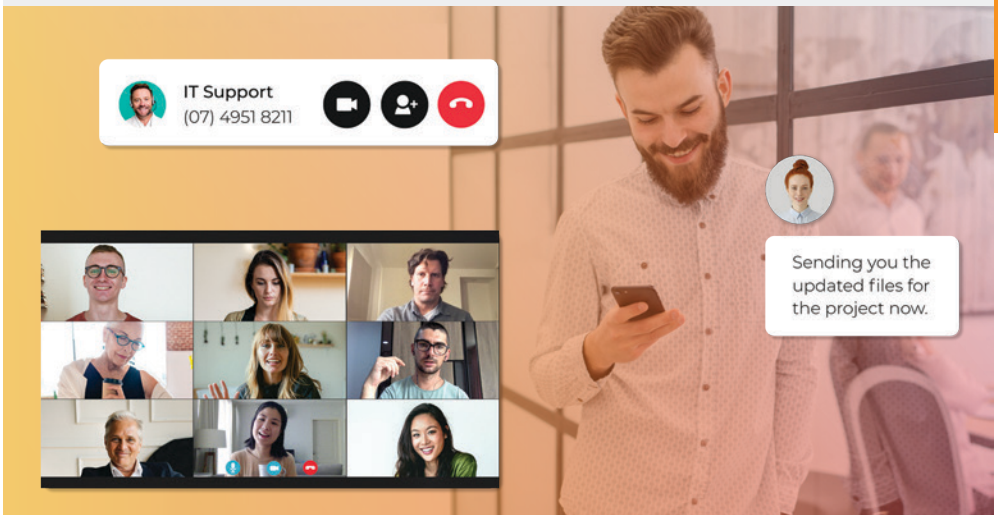 IT Support
(07) 4951 8211
Sending you the
updated files for
the project now.